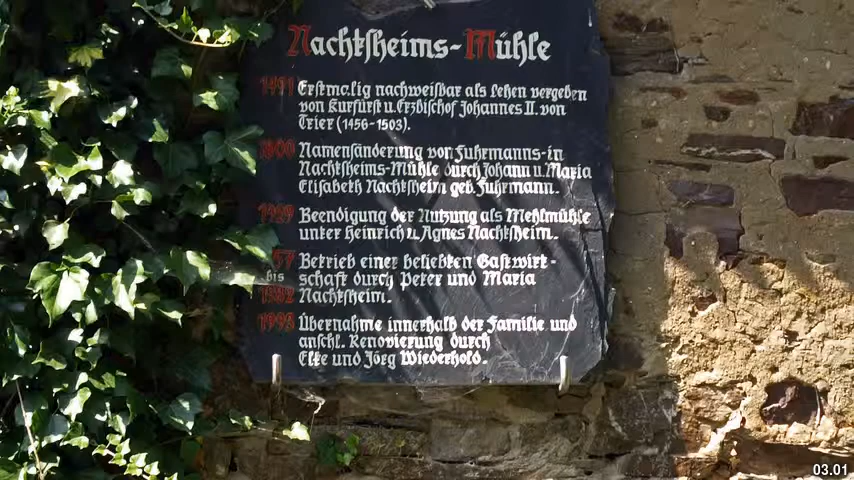 Nachtsheims-Mühle
1491 Erstmalig nachweisbar als Lehen vergeben
von Kurfürst u. Erzbischof Johannes II. von
Trier (1456-1503).
1800 Namensänderung von Fuhrmanns-in
Nachtsheims-Mühle durch Johann u. Maria
Elisabeth Nachtsheim geb. Fuhrmann.
1929 Beendigung der Nutzung als Mehlmühle
unter Heinrich u. Agnes Nachtsheim.
57 Betrieb einer beliebten Gastwirt-
bis schaft durch Peter und Maria
Nachtsheim.
1993 Übernahme innerhalb der Familie und
anschl. Renovierung durch
Elke und Jörg Wiederhold.
03.01